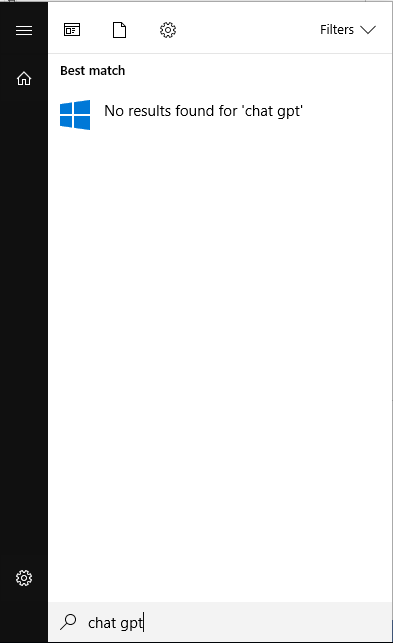 Filters
Best match
No results found for 'chat gpt'
chat gpt